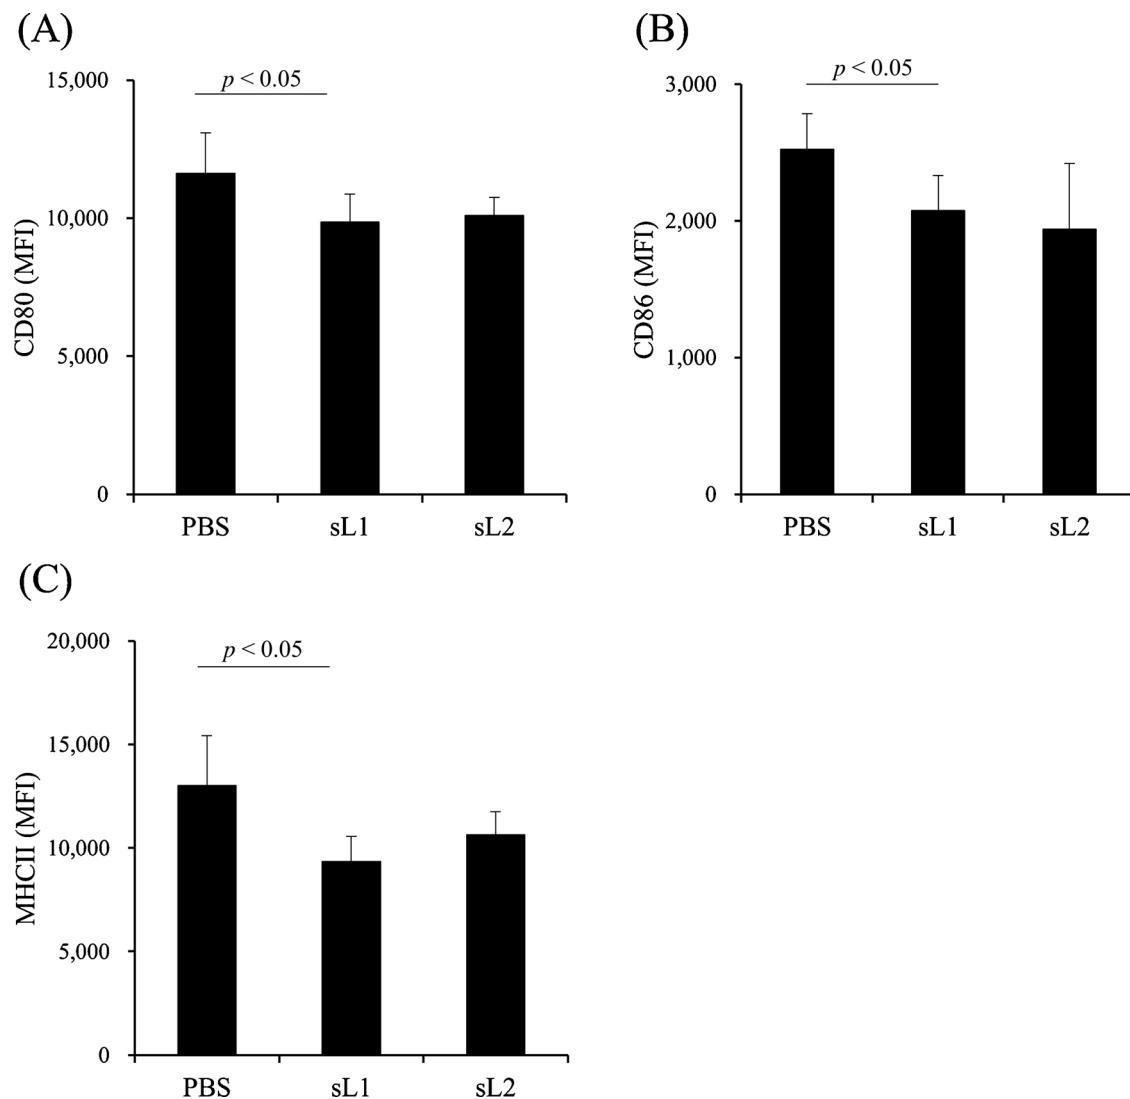 (A)
CD80 (MFI)
15,000
10,000
5,000
0
p < 0.05
PBS sL1 sL2
(B)
CD86 (MFI)
3,000
2,000
1,000
0
p < 0.05
PBS sL1 sL2
(C)
MHCII (MFI)
20,000
15,000
10,000
5,000
0
p < 0.05
PBS sL1 sL2